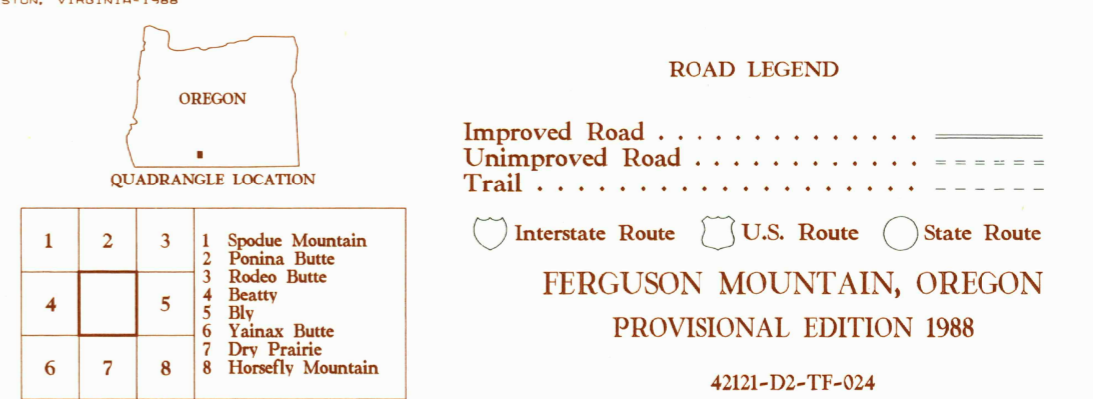 VIRGINIA-1988
OREGON
QUADRANGLE LOCATION
1 2 3
4 5
6 7 8
1 Spodue Mountain
2 Ponina Butte
3 Rodeo Butte
4 Beatty
5 Bly
6 Yainax Butte
7 Dry Prairie
8 Horsefly Mountain
ROAD LEGEND
Improved Road . . . . . . . . . . . . . .
Unimproved Road . . . . . . . . . . . .
Trail . . . . . . . . . . . . . . . . . . .
Interstate Route U.S. Route State Route
FERGUSON MOUNTAIN, OREGON
PROVISIONAL EDITION 1988
42121-D2-TF-024